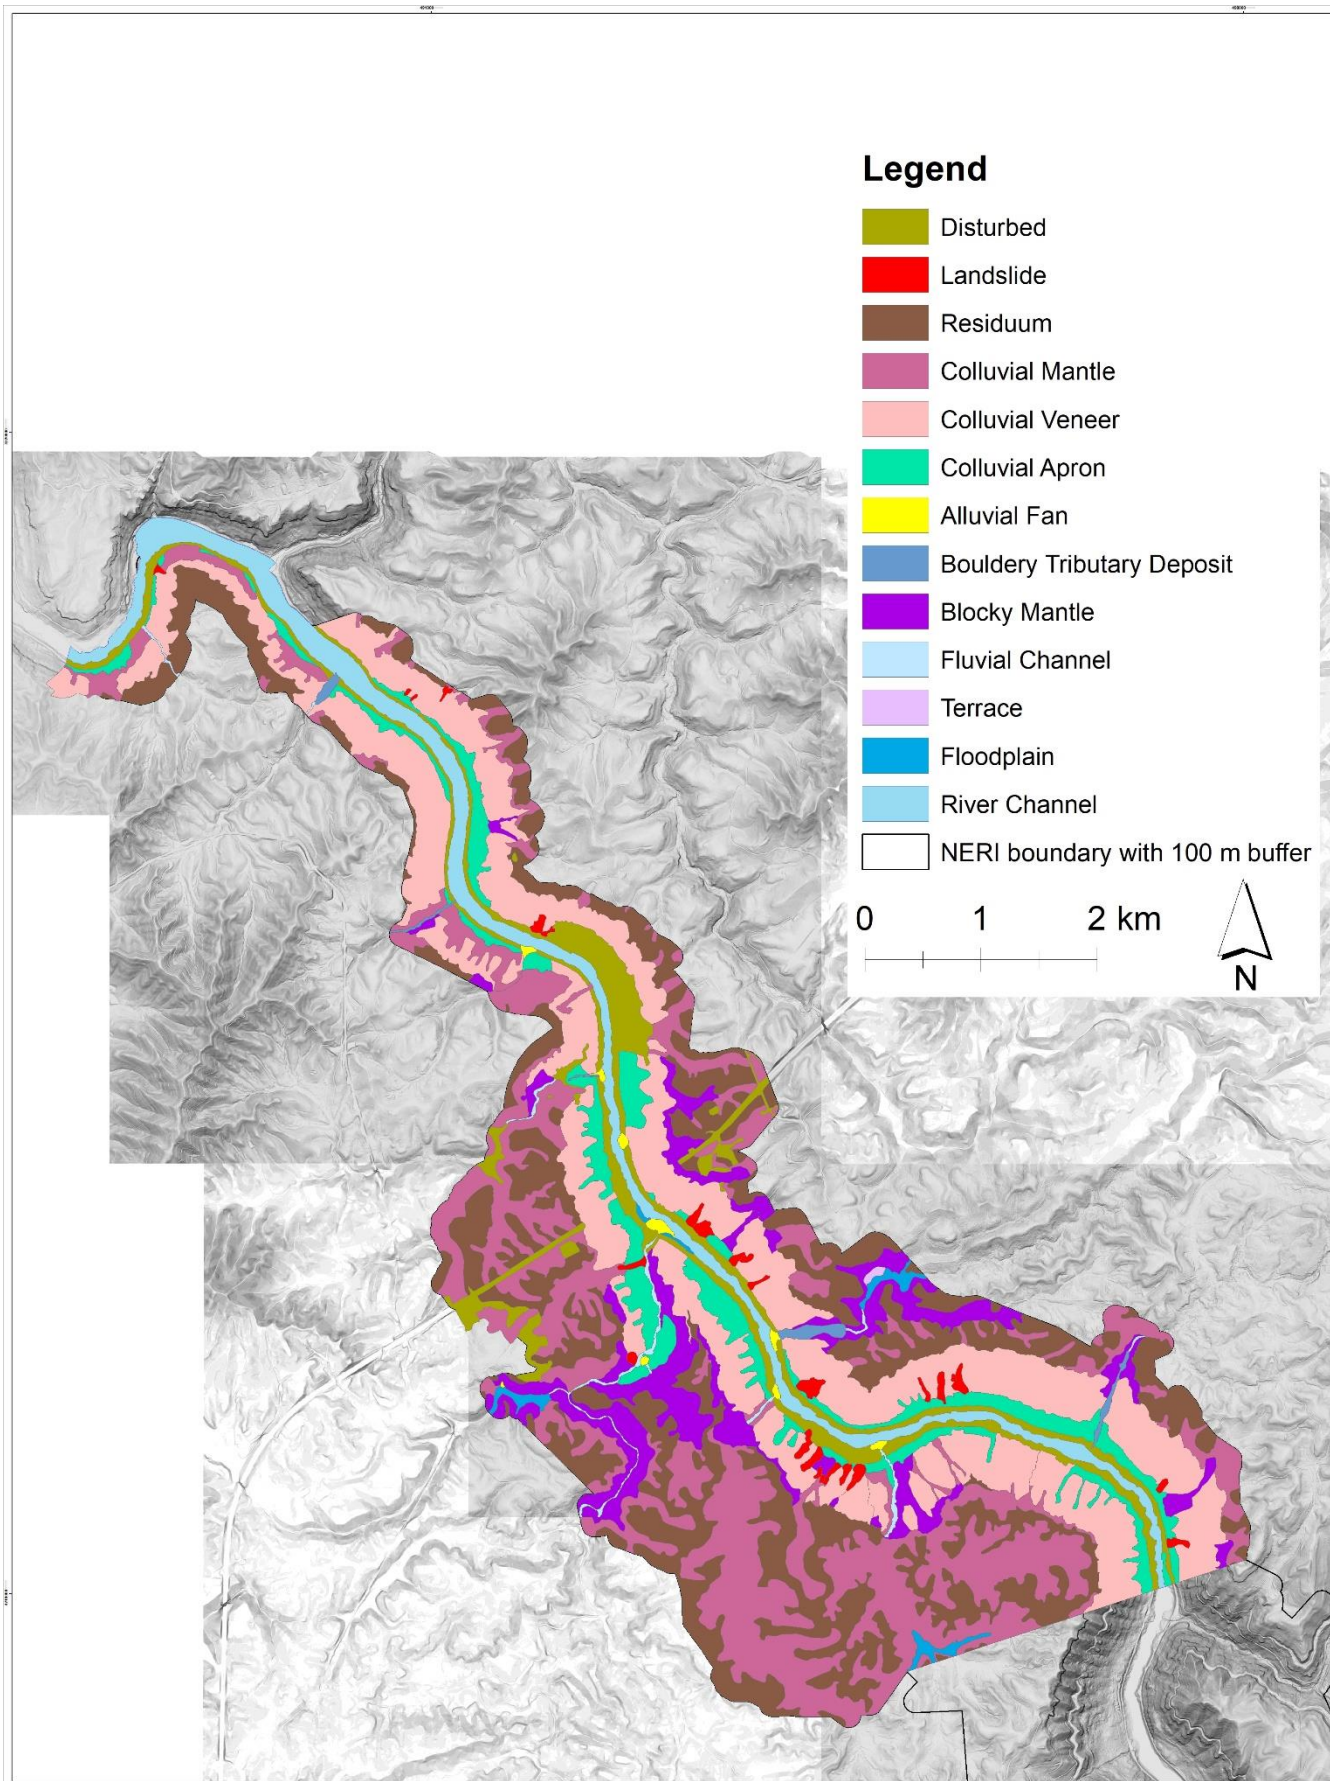 Legend
Disturbed
Landslide
Residuum
Colluvial Mantle
Colluvial Veneer
Colluvial Apron
Alluvial Fan
Bouldery Tributary Deposit
Blocky Mantle
Fluvial Channel
Terrace
Floodplain
River Channel
NERI boundary with 100 m buffer
0 1 2 km
N